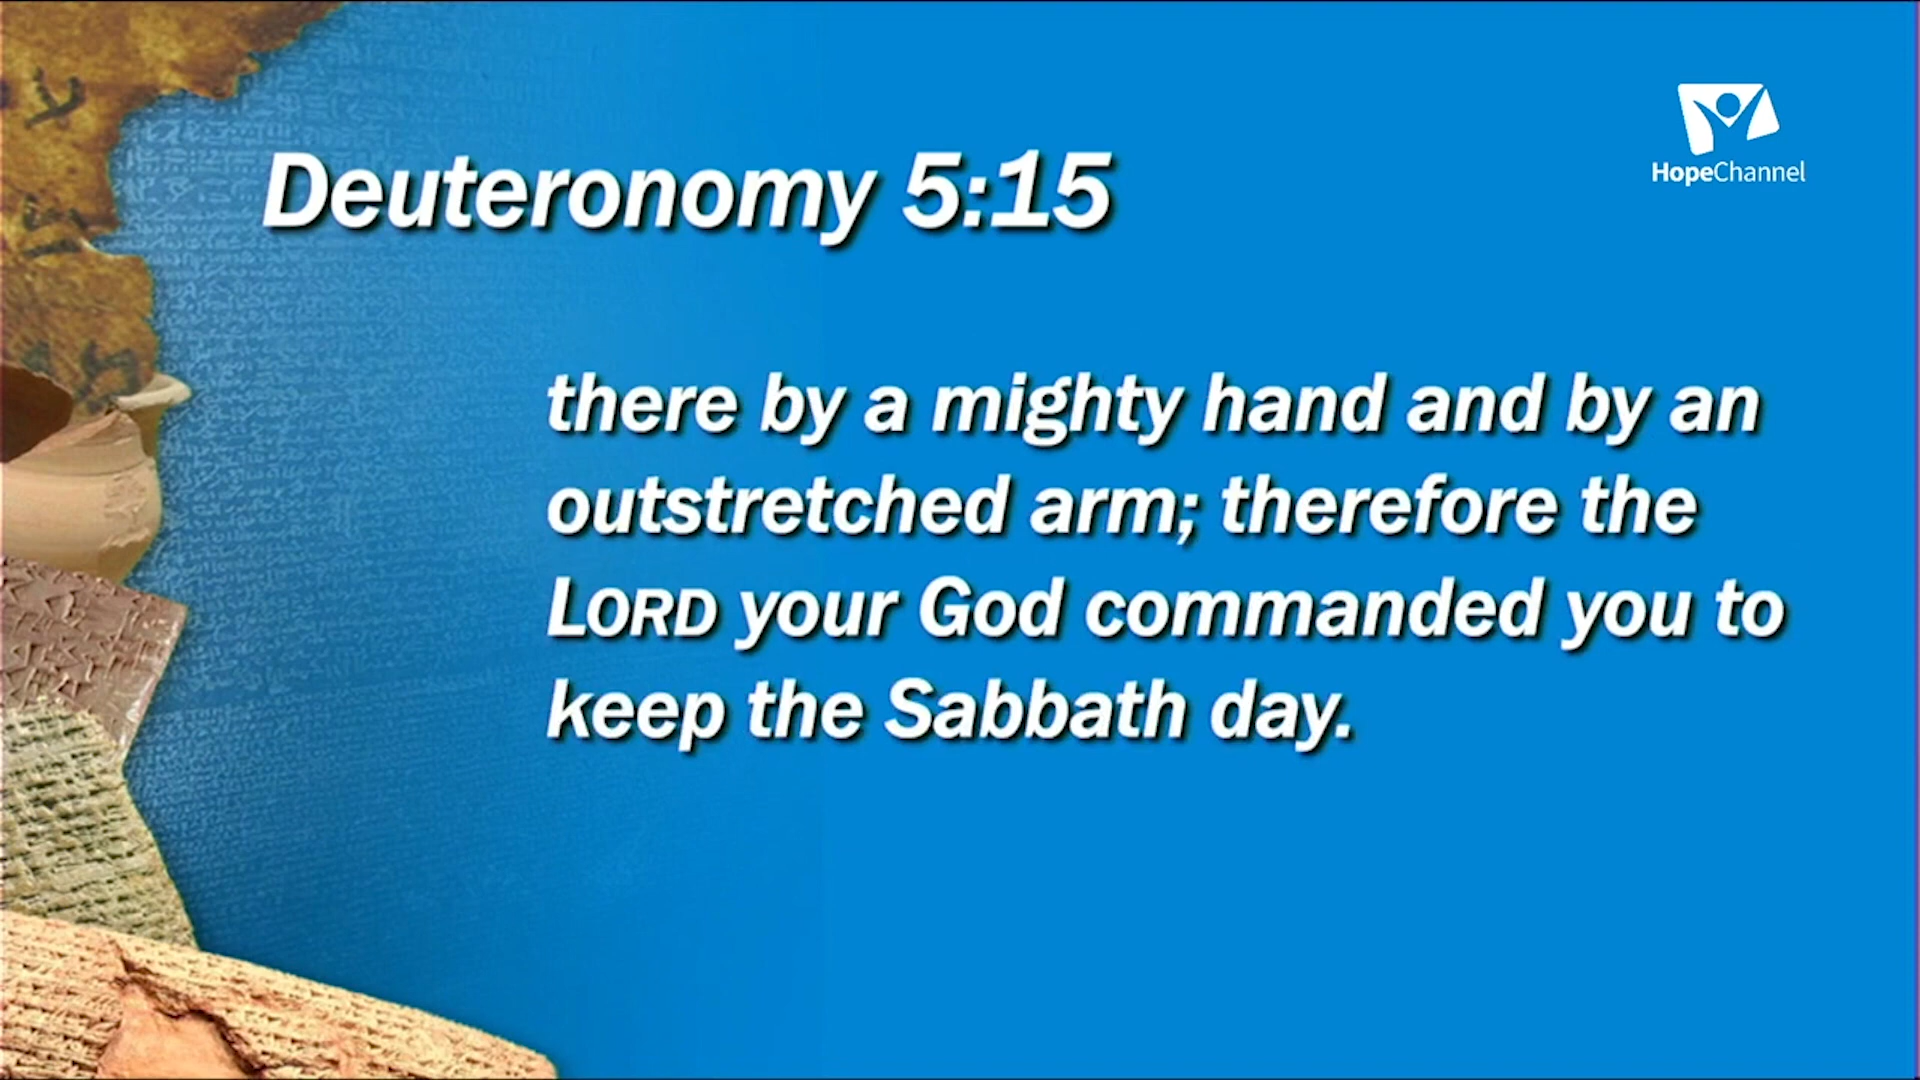 HopeChannel
Deuteronomy 5:15
there by a mighty hand and by an
outstretched arm; therefore the
LORD your God commanded you to
keep the Sabbath day.